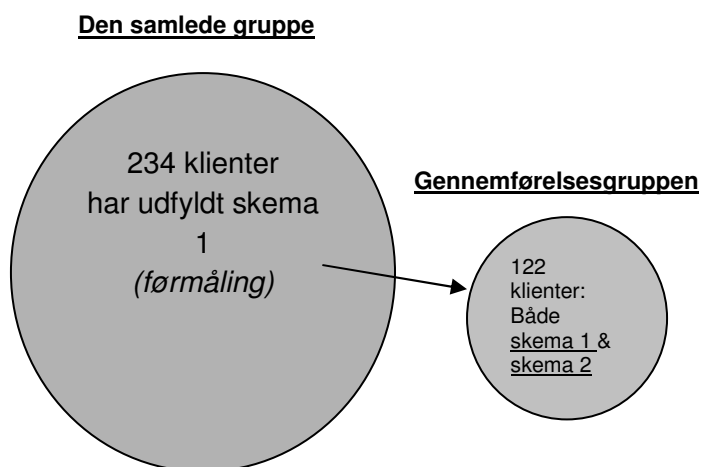 Den samlede gruppe
234 klienter
har udfyldt skema
1
(førmåling)
Gennemførelsesgruppen
122
klienter:
Både
skema 1 &
skema 2